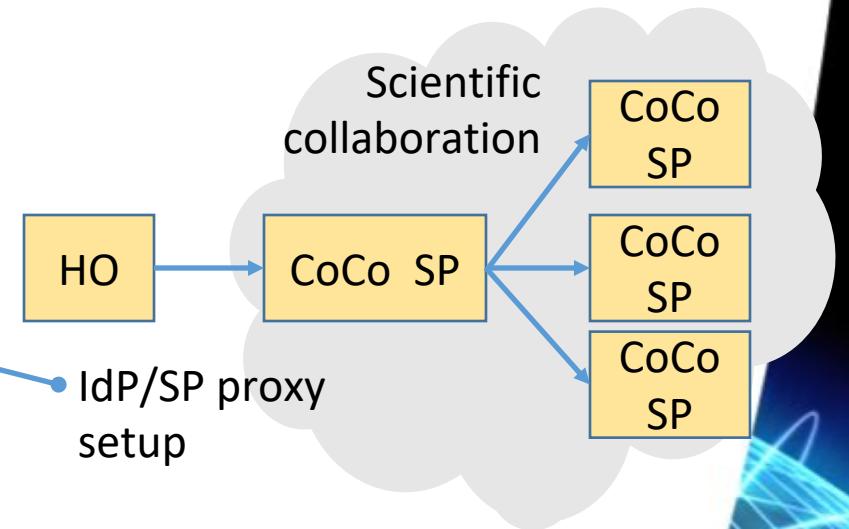 Scientific
collaboration
CoCo
SP
HO
CoCo SP
CoCo
SP
CoCo
SP
IdP/SP proxy
setup